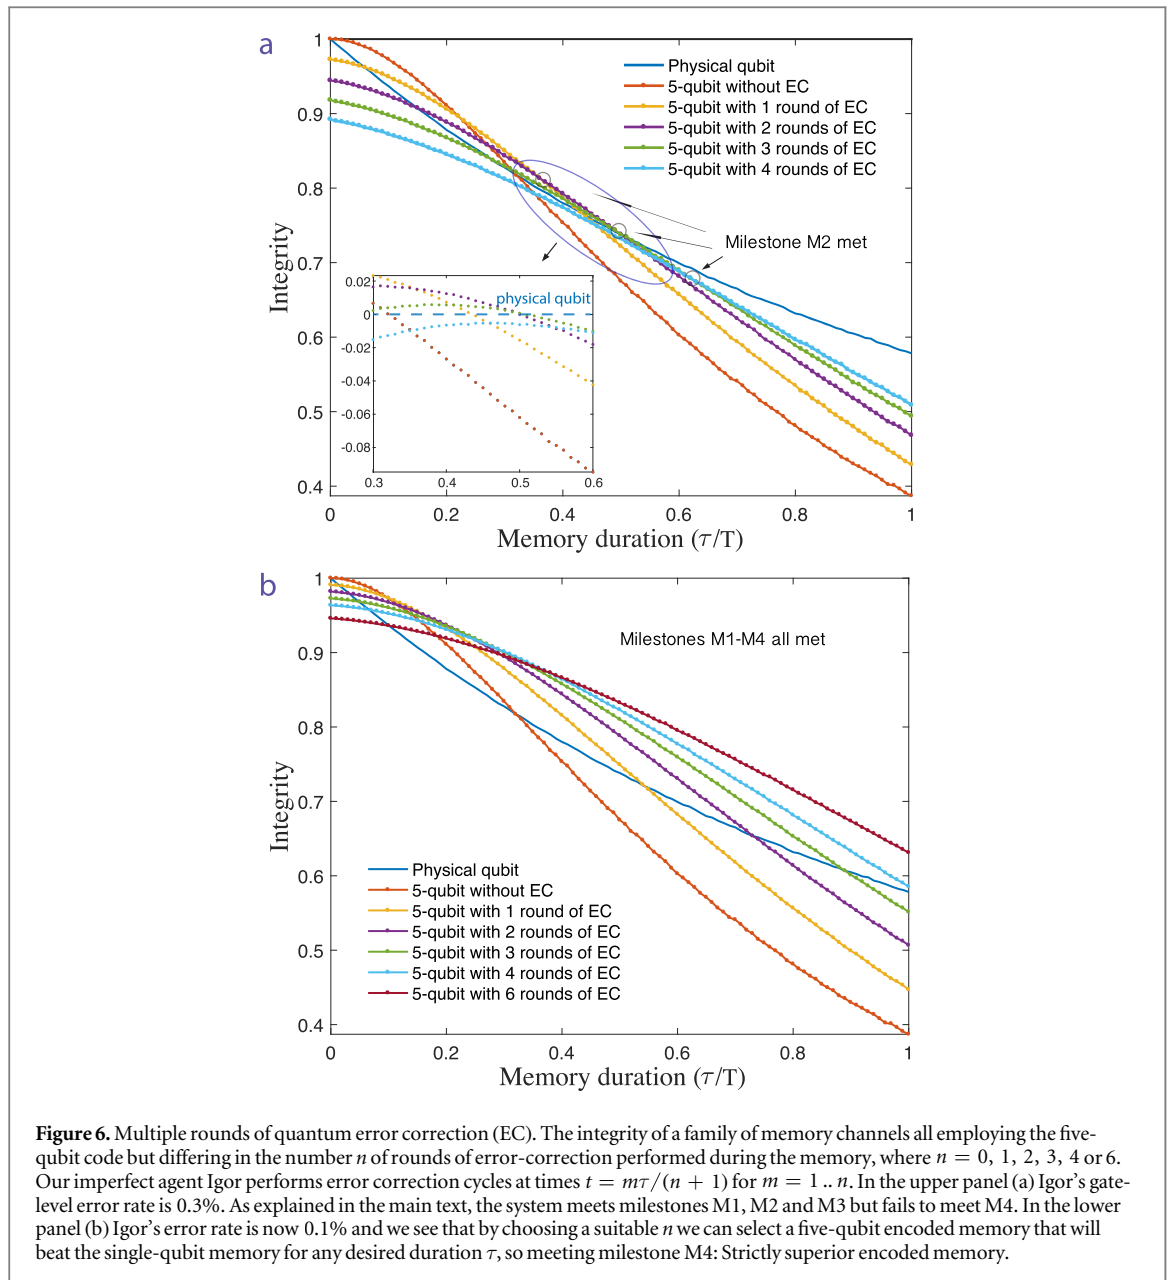 a
1
0.9
0.8
0.7
0.6
0.5
0.4
Integrity
Physical qubit
5-qubit without EC
5-qubit with 1 round of EC
5-qubit with 2 rounds of EC
5-qubit with 3 rounds of EC
5-qubit with 4 rounds of EC
Milestone M2 met
physical qubit
0.02
0
-0.02
-0.04
-0.06
-0.08
0.3 0.4 0.5 0.6
0 0.2 0.4 0.6 0.8 1
Memory duration (τ/T)
b
1
0.9
0.8
0.7
0.6
0.5
0.4
Integrity
Milestones M1-M4 all met
Physical qubit
5-qubit without EC
5-qubit with 1 round of EC
5-qubit with 2 rounds of EC
5-qubit with 3 rounds of EC
5-qubit with 4 rounds of EC
5-qubit with 6 rounds of EC
0 0.2 0.4 0.6 0.8 1
Memory duration (τ/T)
Figure 6. Multiple rounds of quantum error correction (EC). The integrity of a family of memory channels all employing the five-
qubit code but differing in the number n of rounds of error-correction performed during the memory, where n = 0, 1, 2, 3, 4 or 6.
Our imperfect agent Igor performs error correction cycles at times t = mτ/(n + 1) for m = 1 .. n. In the upper panel (a) Igor's gate-
level error rate is 0.3%. As explained in the main text, the system meets milestones M1, M2 and M3 but fails to meet M4. In the lower
panel (b) Igor's error rate is now 0.1% and we see that by choosing a suitable n we can select a five-qubit encoded memory that will
beat the single-qubit memory for any desired duration τ, so meeting milestone M4: Strictly superior encoded memory.